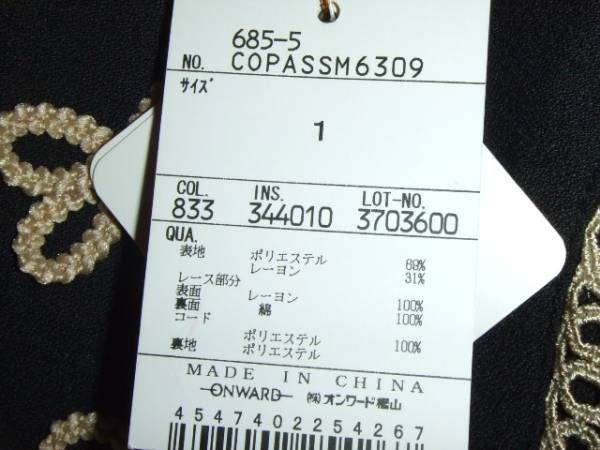 685-5
NO. COPASSM6309
サイズ
1
COL. INS. LOT-NO.
833 344010 3703600
QUA.
表地 ポリエステル 69%
レーヨン 31%
レース部分
表面 レーヨン 100%
裏面 綿 100%
コード
ポリエステル 100%
裏地 ポリエステル
MADE IN CHINA
ONWARD ㈱オンワード樫山
4547402254267